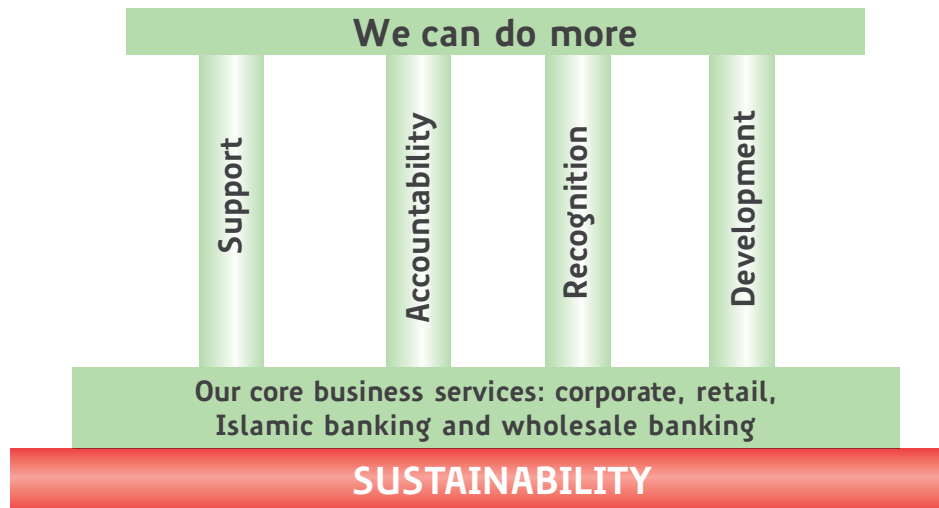 We can do more
Support
Accountability
Recognition
Development
Our core business services: corporate, retail,
Islamic banking and wholesale banking
SUSTAINABILITY